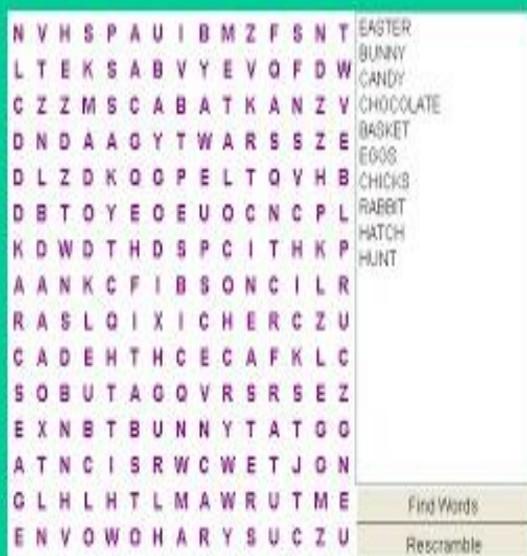 N V H S P A U I B M Z F S N T
L T E K S A B V Y E V Q F D W
C Z Z M S C A B A T K A N Z V
D N D A A G Y T W A R S S Z E
D L Z D K Q G P E L T Q V H B
D B T O Y E C E U O C N C P L
K D W D T H D S P C I T H K P
A A N K C F I B S O N C I L R
R A S L Q I X I C H E R C Z U
C A D E H T H C E C A F K L C
S O B U T A G Q V R S R S E Z
E X N B T B U N N Y T A T G G
A T N C I S R W C W E T J G N
G L H L H T L M A W R U T M E
E N V O W O H A R Y S U C Z U
EASTER
BUNNY
CANDY
CHOCOLATE
BASKET
EGGS
CHICKS
RABBIT
HATCH
HUNT
Find Words
Rescramble